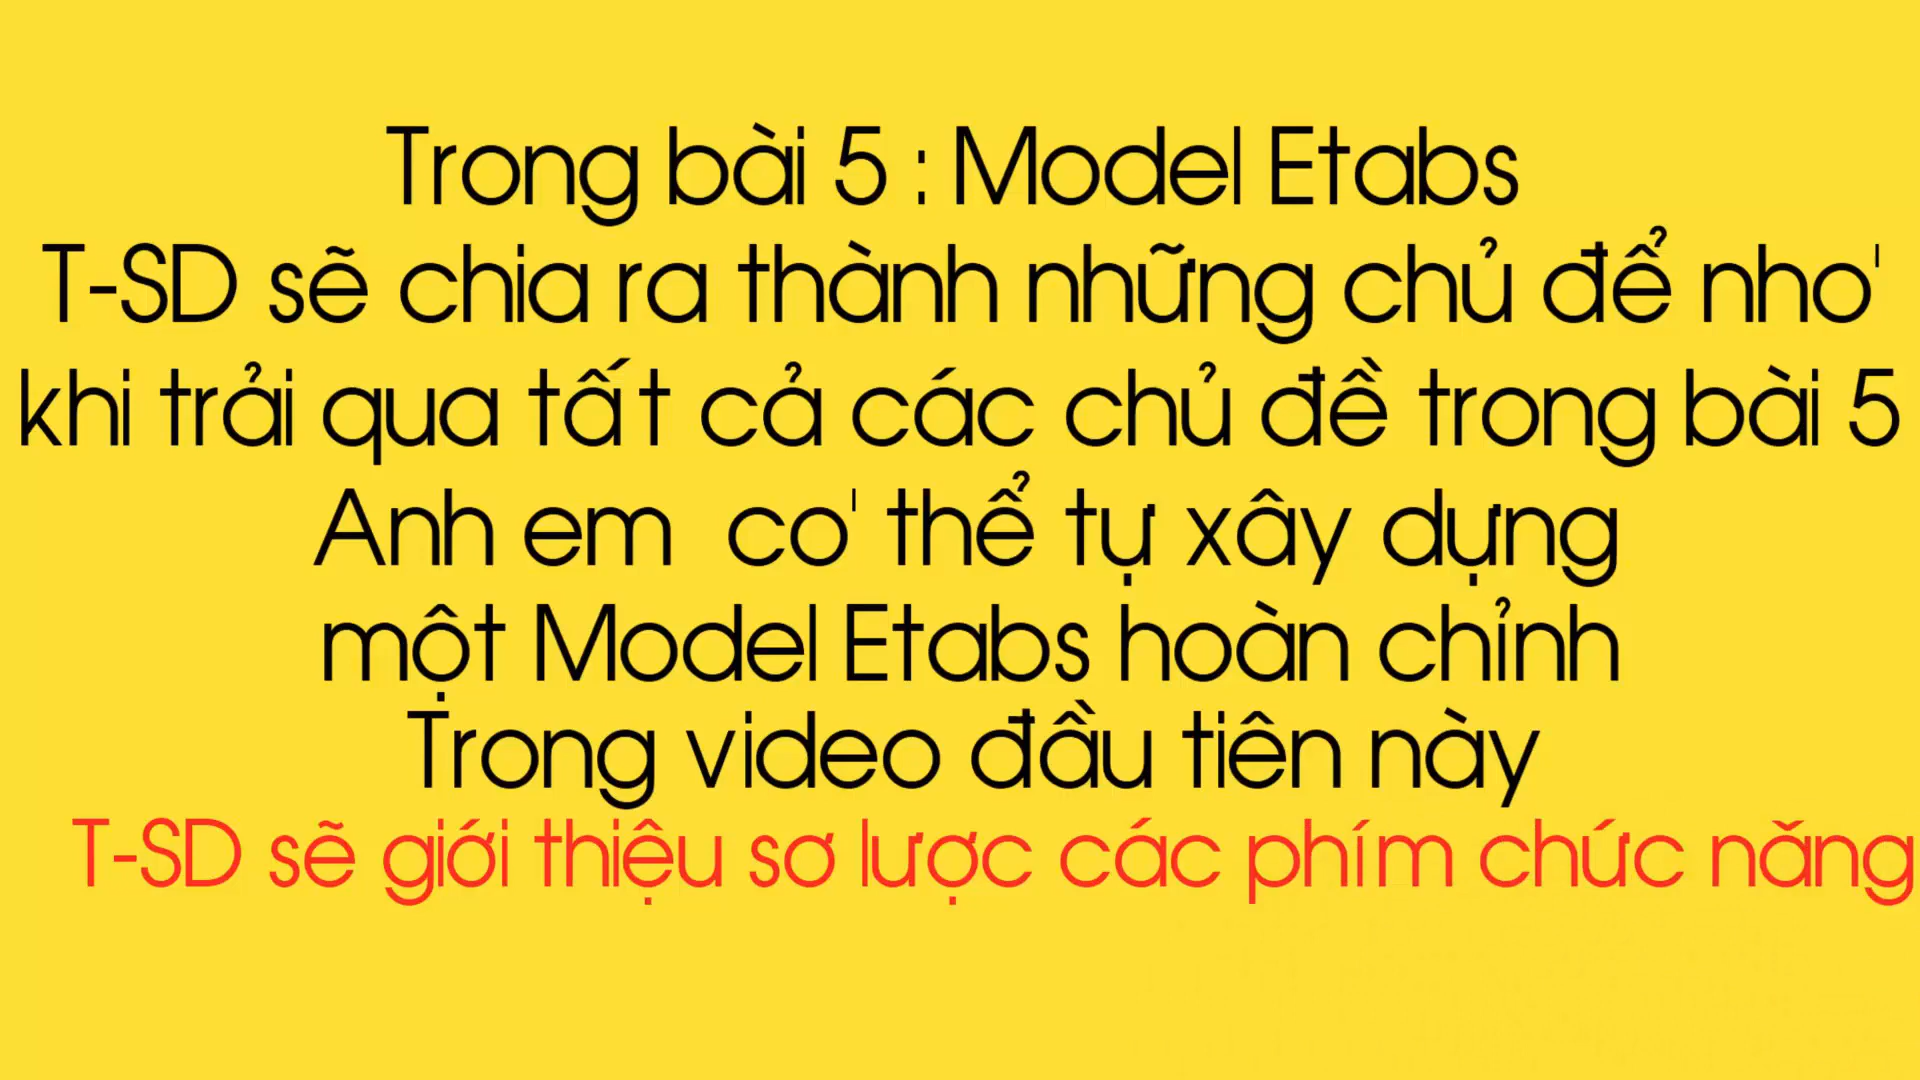 Trong bài 5 : Model Etabs
T-SD sẽ chia ra thành những chủ để nho'
khi trải qua tất cả các chủ đề trong bài 5
Anh em co' thể tự xây dựng
một Model Etabs hoàn chỉnh
Trong video đầu tiên này
T-SD sẽ giới thiệu sơ lược các phím chức năng